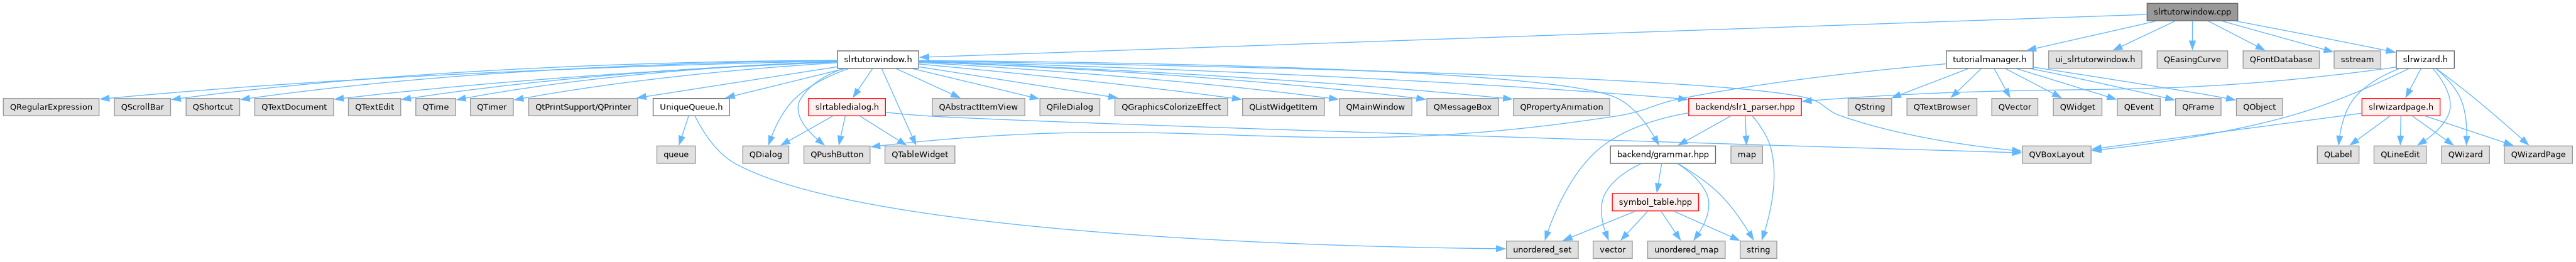 slrtutorwindow.cpp
slrtutorwindow.h
tutorialmanager.h
ui_slrtutorwindow.h
QEasingCurve
QFontDatabase
sstream
slrwizard.h
QRegularExpression
QScrollBar
QShortcut
QTextDocument
QTextEdit
QTime
QTimer
QtPrintSupport/QPrinter
UniqueQueue.h
slrtabledialog.h
QAbstractItemView
QFileDialog
QGraphicsColorizeEffect
QListWidgetItem
QMainWindow
QMessageBox
QPropertyAnimation
backend/slr1_parser.hpp
QString
QTextBrowser
QVector
QWidget
QEvent
QFrame
QObject
slrwizardpage.h
queue
QDialog
QPushButton
QTableWidget
backend/grammar.hpp
map
QVBoxLayout
QLabel
QLineEdit
QWizard
QWizardPage
symbol_table.hpp
unordered_set
vector
unordered_map
string